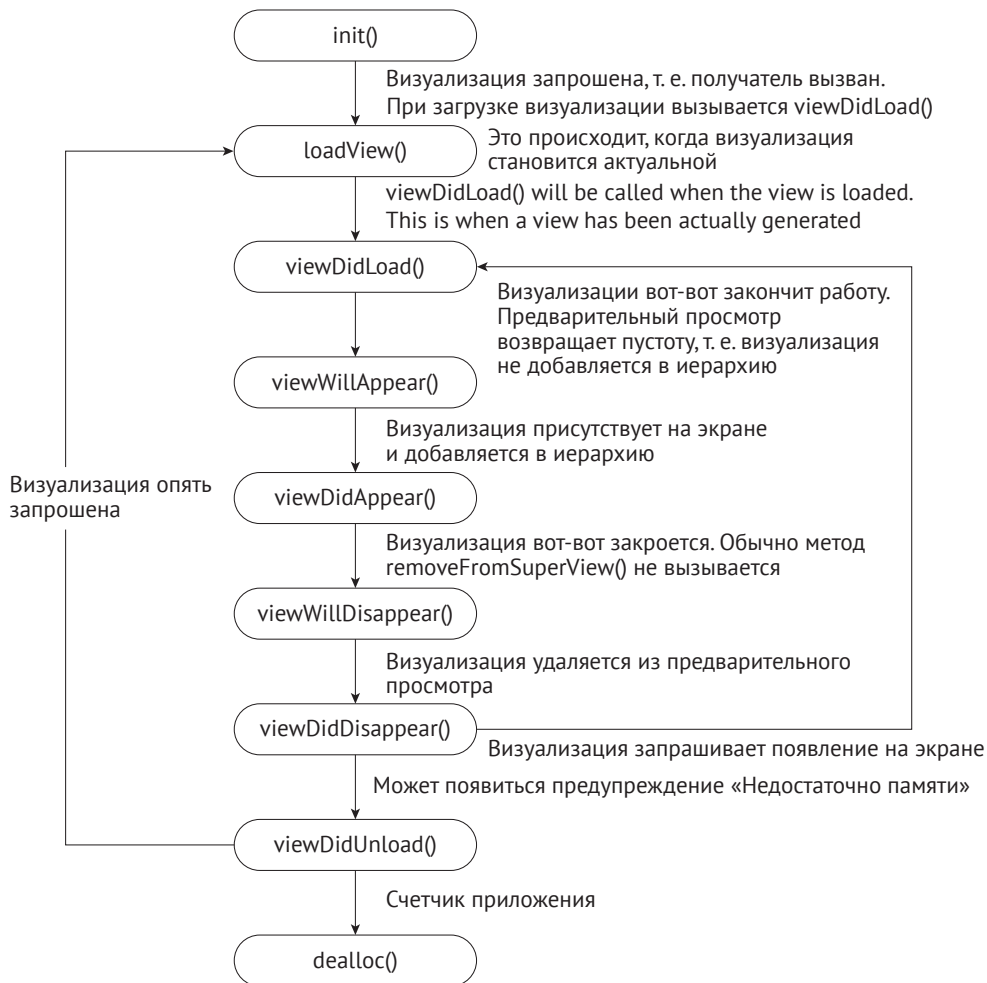 init()
Визуализация запрошена, т. е. получатель вызван.
При загрузке визуализации вызывается viewDidLoad()
loadView()
Это происходит, когда визуализация
становится актуальной
viewDidLoad() will be called when the view is loaded.
This is when a view has been actually generated
viewDidLoad()
Визуализации вот-вот закончит работу.
Предварительный просмотр
возвращает пустоту, т. е. визуализация
не добавляется в иерархию
viewWillAppear()
Визуализация присутствует на экране
и добавляется в иерархию
Визуализация опять
запрошена
viewDidAppear()
Визуализация вот-вот закроется. Обычно метод
removeFromSuperView() не вызывается
viewWillDisappear()
Визуализация удаляется из предварительного
просмотра
viewDidDisappear()
Визуализация запрашивает появление на экране
Может появиться предупреждение «Недостаточно памяти»
viewDidUnload()
Счетчик приложения
dealloc()